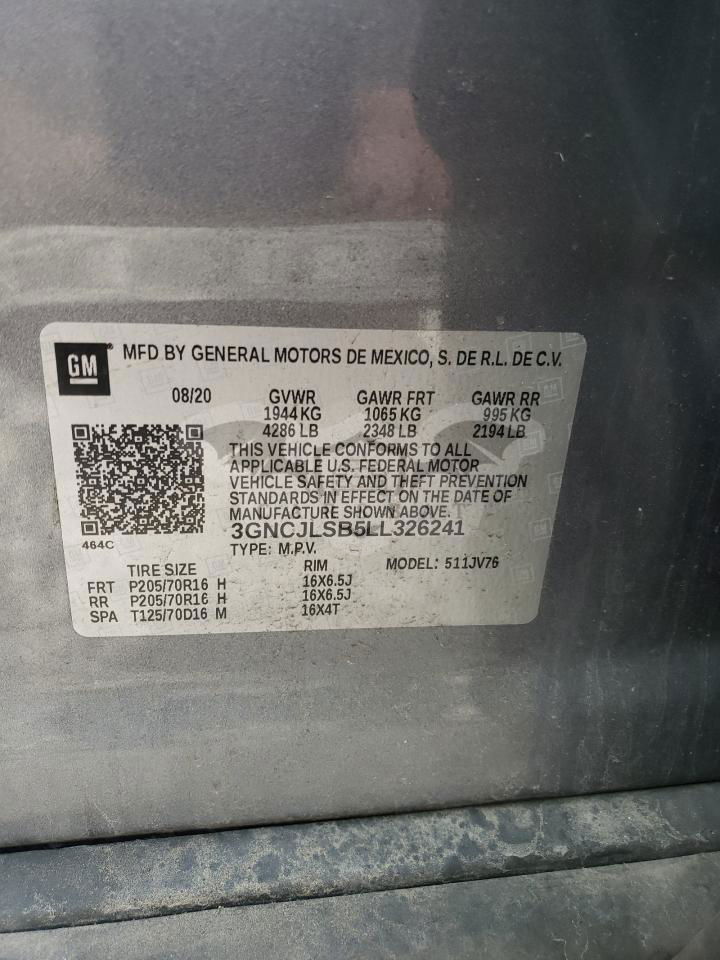 GM MFD BY GENERAL MOTORS DE MEXICO, S. DE R.L. DE C.V.
08/20 GVWR GAWR FRT GAWR RR
1944 KG 1065 KG 995 KG
4286 LB 2348 LB 2194 LB
THIS VEHICLE CONFORMS TO ALL
APPLICABLE U.S. FEDERAL MOTOR
VEHICLE SAFETY AND THEFT PREVENTION
STANDARDS IN EFFECT ON THE DATE OF
MANUFACTURE SHOWN ABOVE.
3GNCJLSB5LL326241
464C
TYPE: M.P.V.
TIRE SIZE RIM MODEL: 511JV76
FRT P205/70R16 H 16X6.5J
RR P205/70R16 H 16X6.5J
SPA T125/70D16 M 16X4T